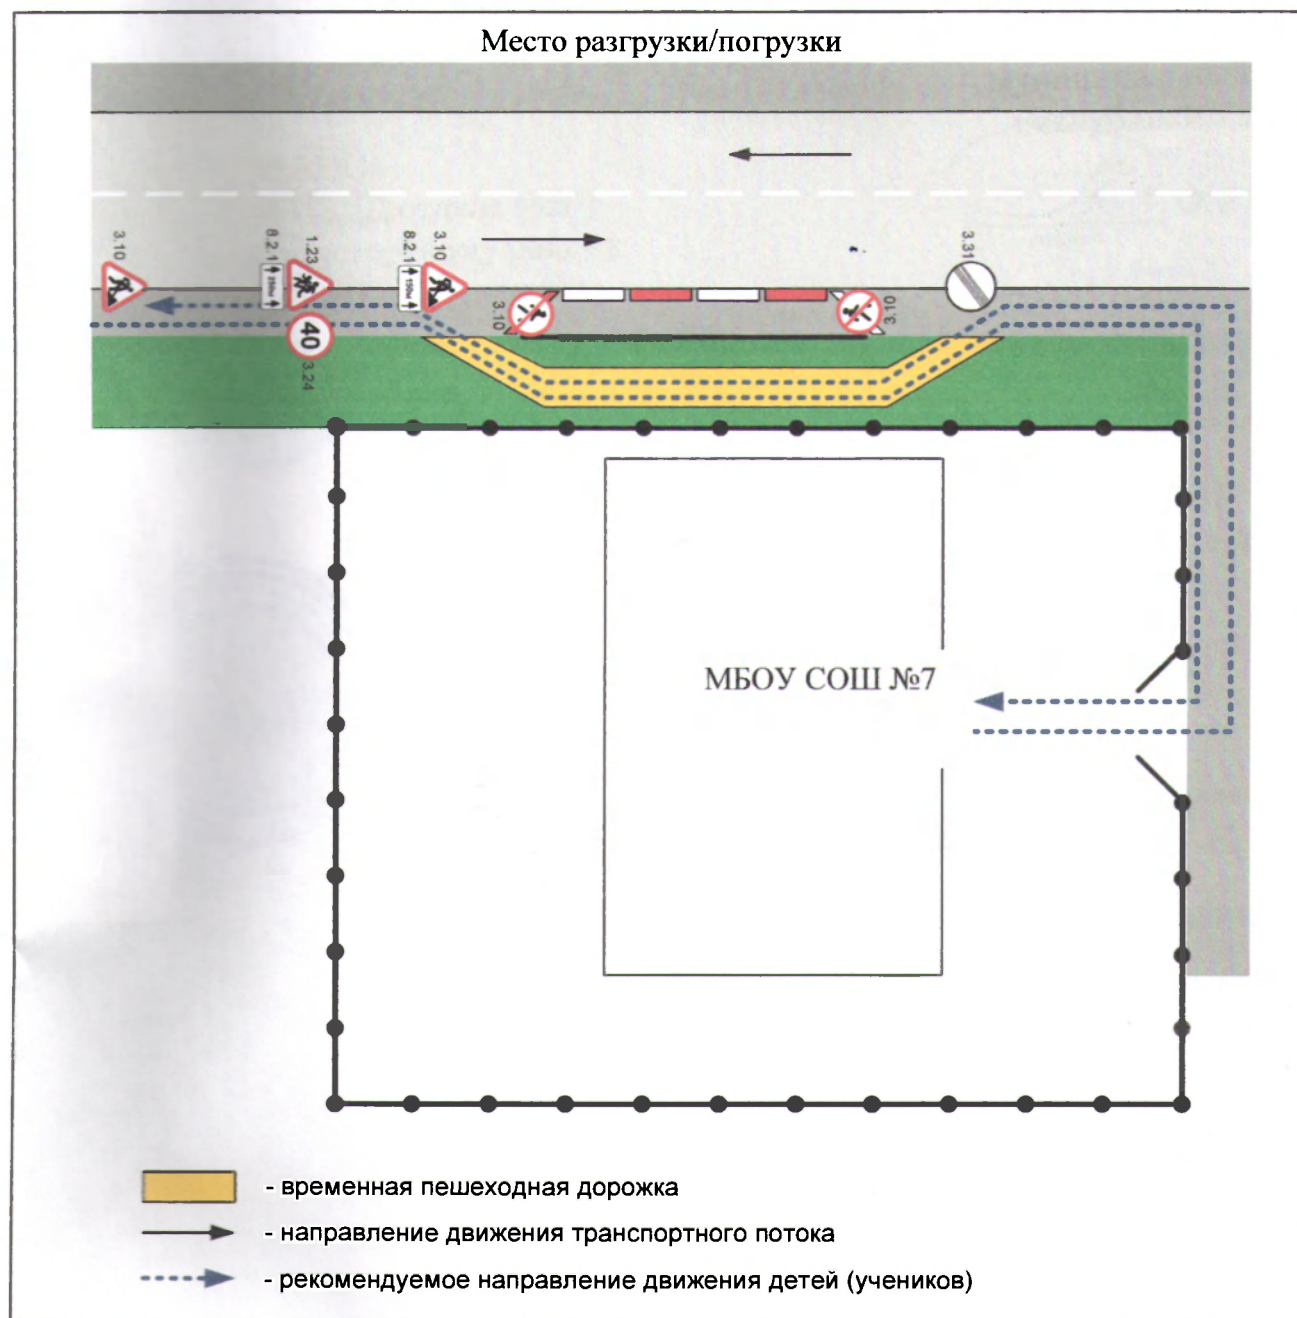 Место разгрузки/погрузки
3.10
8.2.1
250м
1.23
40
3.24
8.2.1
150м
3.10
3.10
3.10
3.31
МБОУ СОШ №7
- временная пешеходная дорожка
- направление движения транспортного потока
- рекомендуемое направление движения детей (учеников)